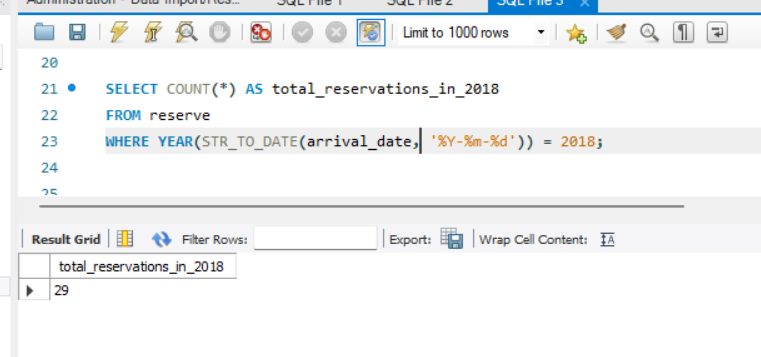 Administration - Data Import/Res... SQL File 1 SQL File 2 SQL File 3 x
Limit to 1000 rows
20
21 SELECT COUNT(*) AS total_reservations_in_2018
22 FROM reserve
23 WHERE YEAR(STR_TO_DATE(arrival_date, '%Y-%m-%d')) = 2018;
24
25
Result Grid Filter Rows: Export: Wrap Cell Content: IA
total_reservations_in_2018
29